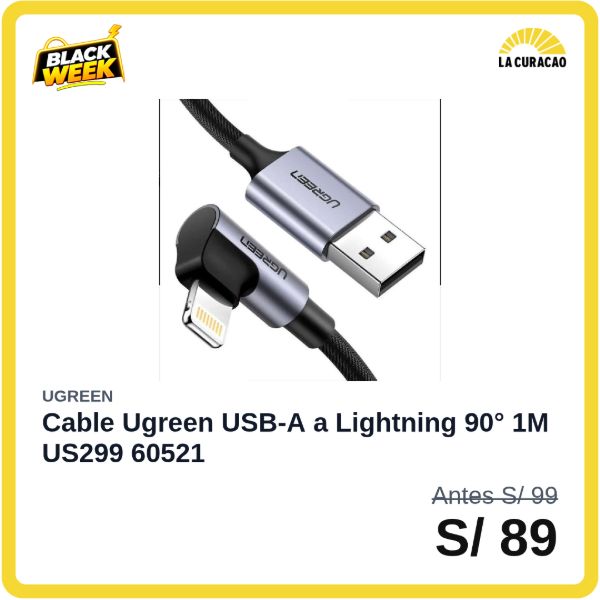 BLACK
WEEK
LA CURACAO
UGREEN
UGREEN
UGREEN
Cable Ugreen USB-A a Lightning 90° 1M
US299 60521
Antes S/ 99
S/ 89